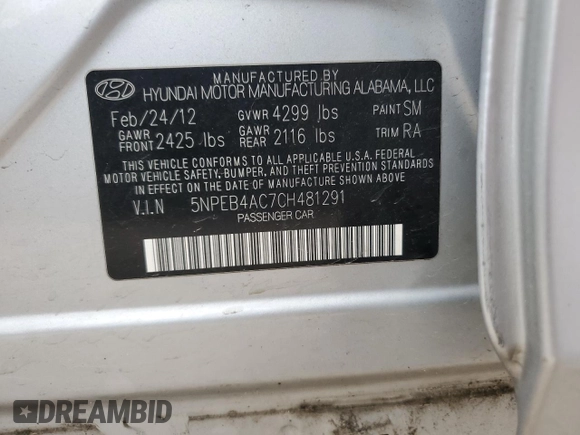 MANUFACTURED BY
HYUNDAI MOTOR MANUFACTURING ALABAMA, LLC
Feb/24/12 GVWR 4299 lbs PAINT SM
GAWR FRONT 2425 lbs GAWR REAR 2116 lbs TRIM RA
THIS VEHICLE CONFORMS TO ALL APPLICABLE U.S.A. FEDERAL
MOTOR VEHICLE SAFETY, BUMPER, AND THEFT PREVENTION
STANDARDS IN EFFECT ON THE DATE OF MANUFACTURE SHOWN ABOVE
V.I.N 5NPEB4AC7CH481291
PASSENGER CAR
DREAMBID